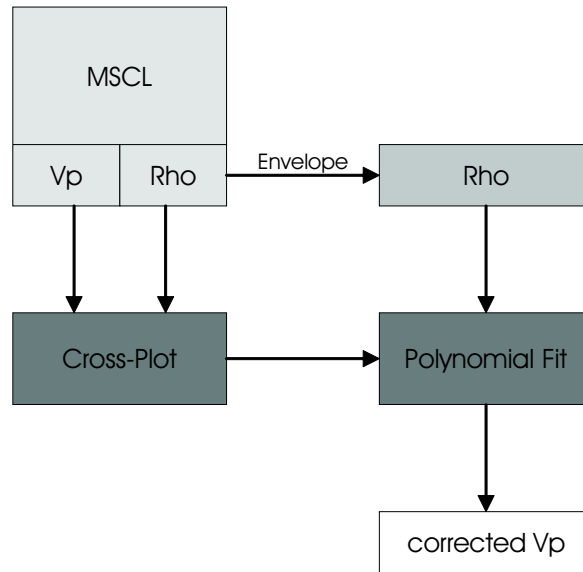 MSCL
Vp
Rho
Envelope
Rho
Cross-Plot
Polynomial Fit
corrected Vp